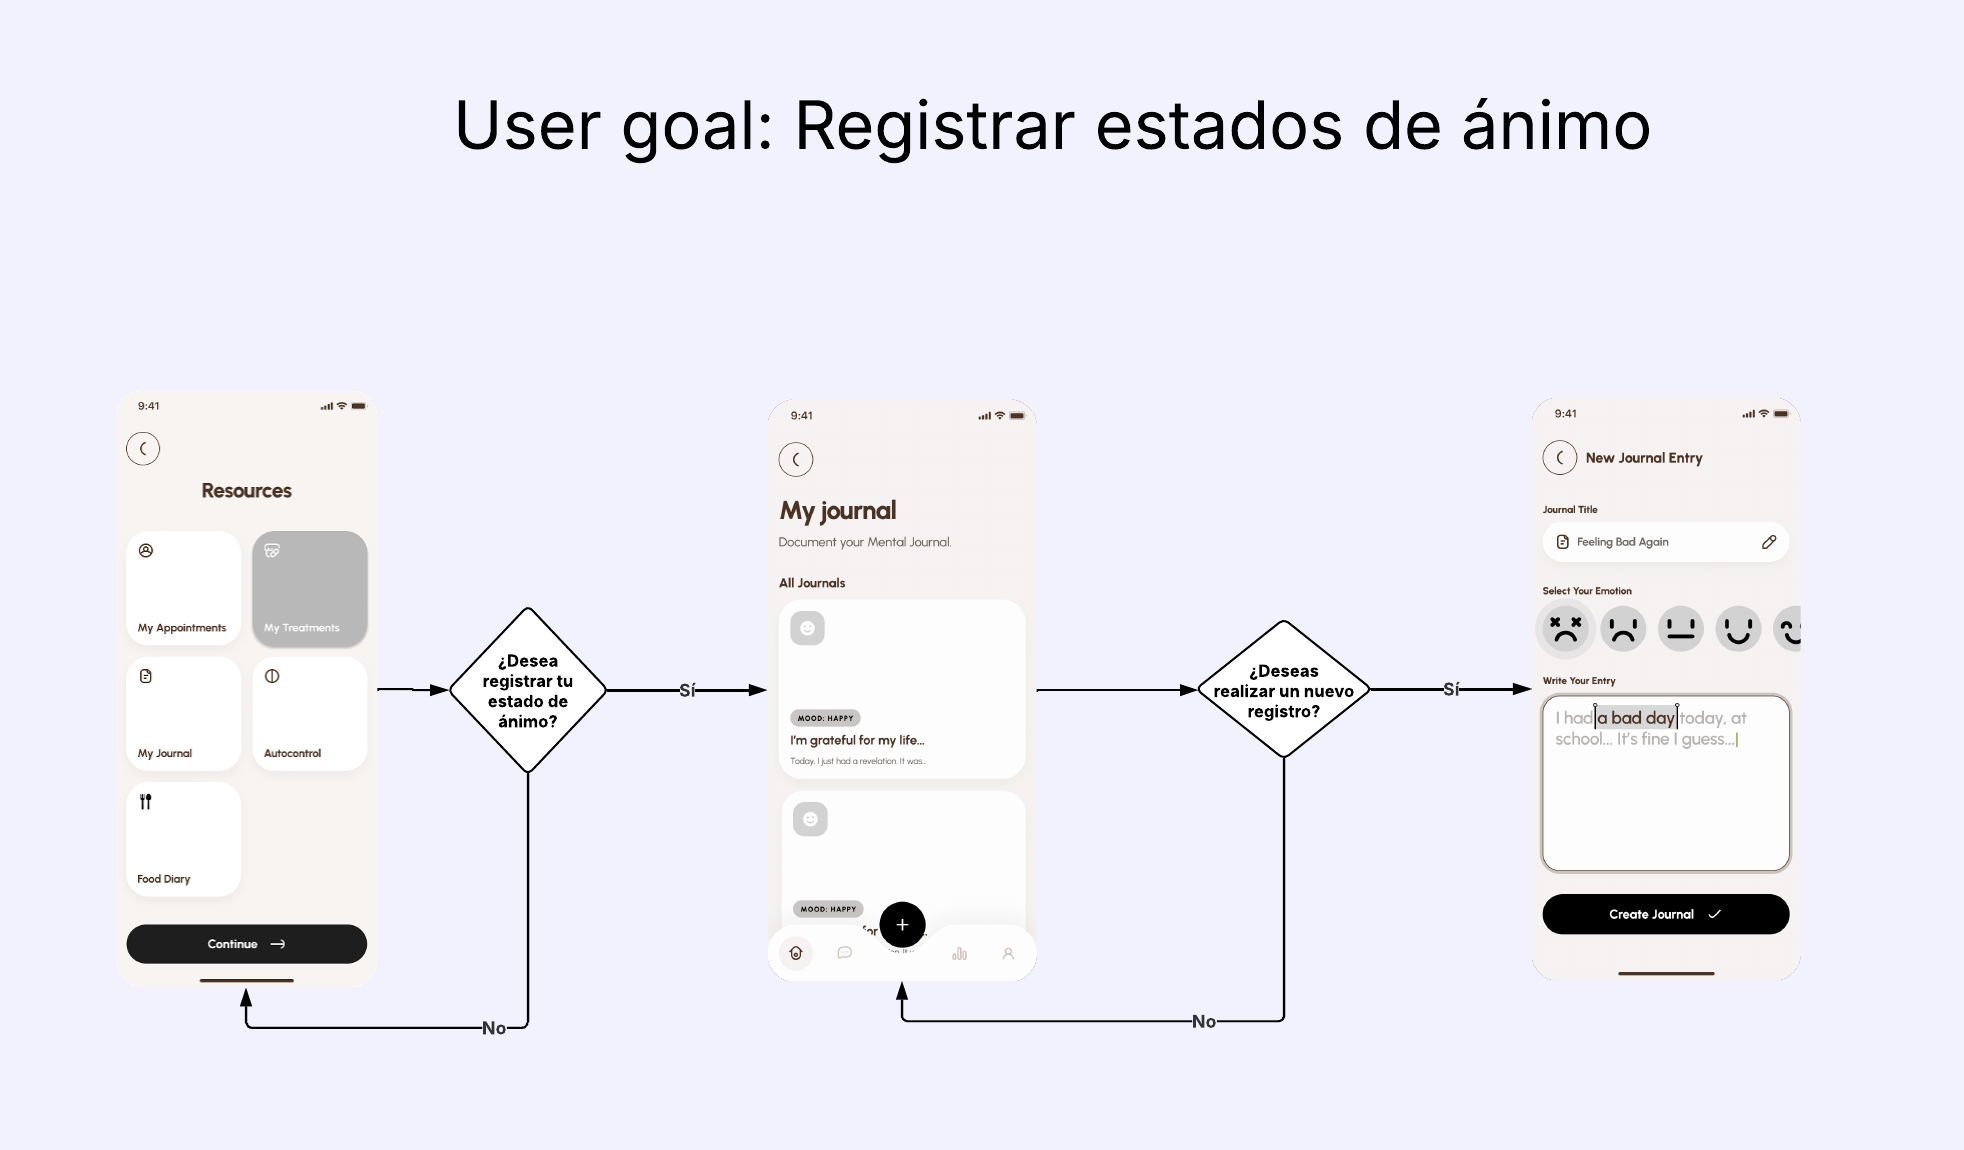 User goal: Registrar estados de ánimo
9:41
Resources
My Appointments
My Treatments
My Journal
Autocontrol
Food Diary
Continue
¿Desea
registrar tu
estado de
ánimo?
Sí
No
9:41
My journal
Document your Mental Journal.
All Journals
MOOD: HAPPY
I'm grateful for my life...
Today, I just had a revelation. It was..
MOOD: HAPPY
for
¿Deseas
realizar un nuevo
registro?
Sí
No
9:41
New Journal Entry
Journal Title
Feeling Bad Again
Select Your Emotion
Write Your Entry
I had a bad day today, at
school... It's fine I guess...
Create Journal